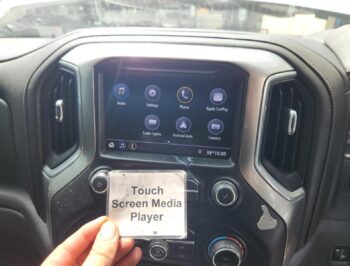 Audio
Settings
Phone
Apple CarPlay
Trailer Lights
Android Auto
Camera
Touch
Screen Media
Player